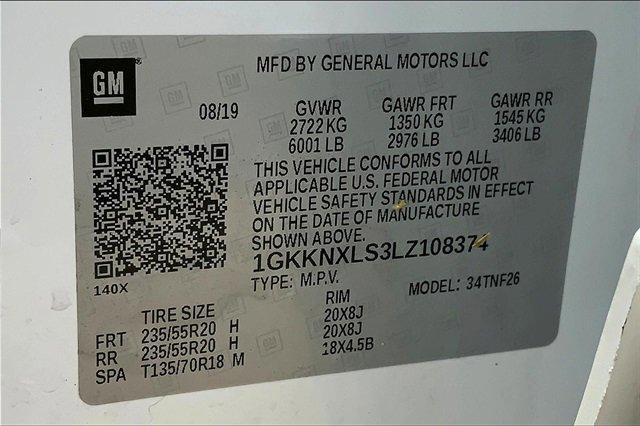 GM
MFD BY GENERAL MOTORS LLC
08/19 GVWR GAWR FRT GAWR RR
2722 KG 1350 KG 1545 KG
6001 LB 2976 LB 3406 LB
THIS VEHICLE CONFORMS TO ALL
APPLICABLE U.S. FEDERAL MOTOR
VEHICLE SAFETY STANDARDS IN EFFECT
ON THE DATE OF MANUFACTURE
SHOWN ABOVE.
1GKKNXLS3LZ108374
140X
TYPE: M.P.V. MODEL: 34TNF26
TIRE SIZE RIM
FRT 235/55R20 H 20X8J
RR 235/55R20 H 20X8J
SPA T135/70R18 M 18X4.5B